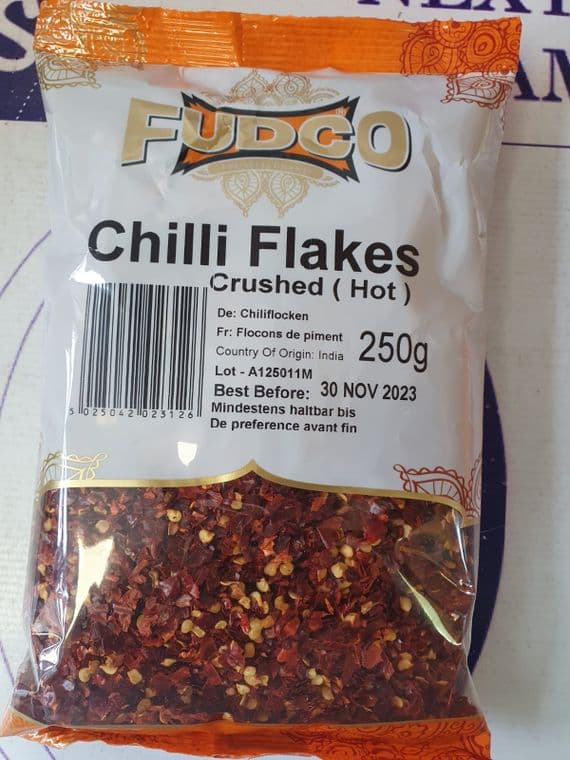 FUDCO
Chilli Flakes
Crushed ( Hot )
De: Chiliflocken
Fr: Flocons de piment
Country Of Origin: India
250g
Lot - A125011M
Best Before: 30 NOV 2023
Mindestens haltbar bis
De preference avant fin
5 025042 023126